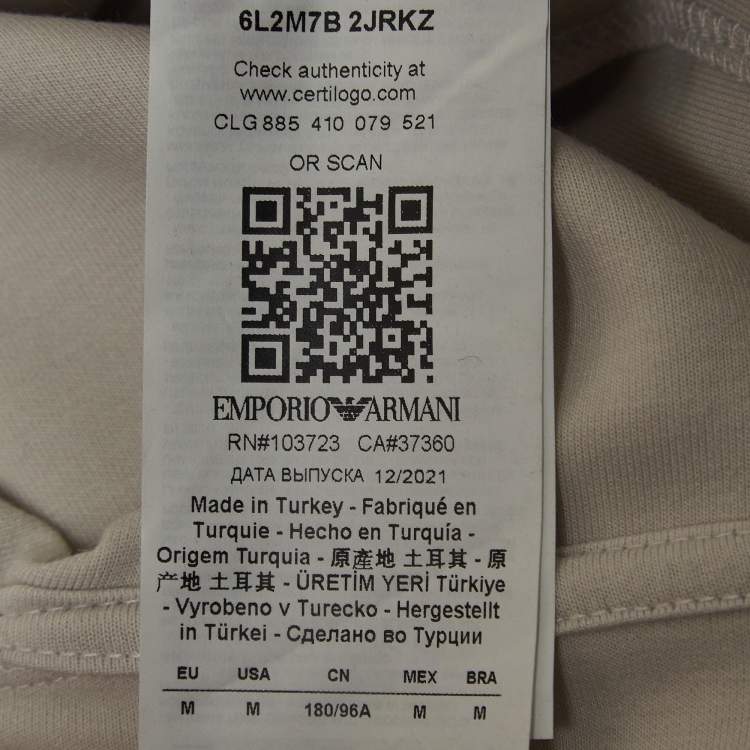 6L2M7B 2JRKZ
Check authenticity at
www.certilogo.com
CLG 885 410 079 521
OR SCAN
EMPORIO ARMANI
RN#103723 CA#37360
ДАТА ВЫПУСКА 12/2021
Made in Turkey - Fabriqué en
Turquie - Hecho en Turquía -
Origem Turquia - 原產地 土耳其 - 原
产地 土耳其 - ÜRETİM YERİ Türkiye
- Vyrobeno v Turecko - Hergestellt
in Türkei - Сделано во Турции
EU USA CN MEX BRA
M M 180/96A M M